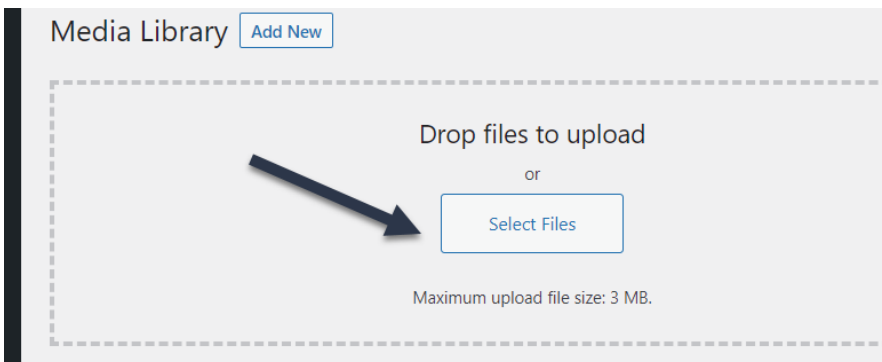 Media Library Add New
Drop files to upload
or
Select Files
Maximum upload file size: 3 MB.